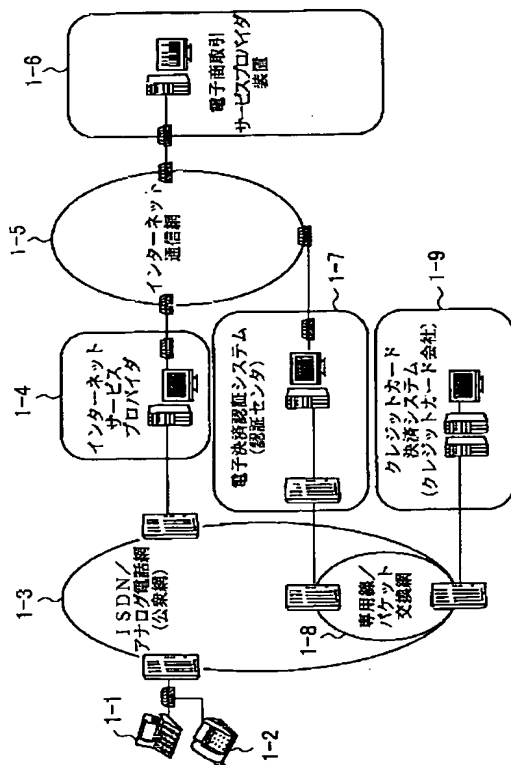 1-1
1-2
1-3
ISDN/
アナログ電話網
(公衆網)
1-4
インターネット
サービス
プロバイダ
1-5
インターネット
通信網
1-6
電子商取引
サービスプロバイダ
装置
1-7
電子決済認証システム
(認証センタ)
1-8
専用線/
パケット
交換網
1-9
クレジットカード
決済システム
(クレジットカード会社)